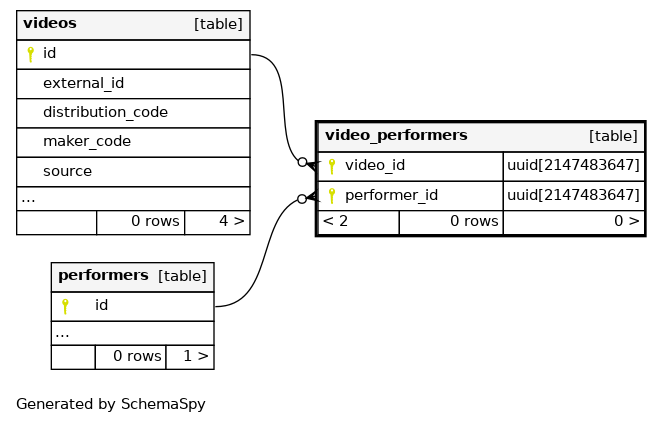 videos [table]
id
external_id
distribution_code
maker_code
source
...
0 rows 4 >
video_performers [table]
video_id uuid[2147483647]
performer_id uuid[2147483647]
< 2 0 rows 0 >
performers [table]
id
...
0 rows 1 >
Generated by SchemaSpy